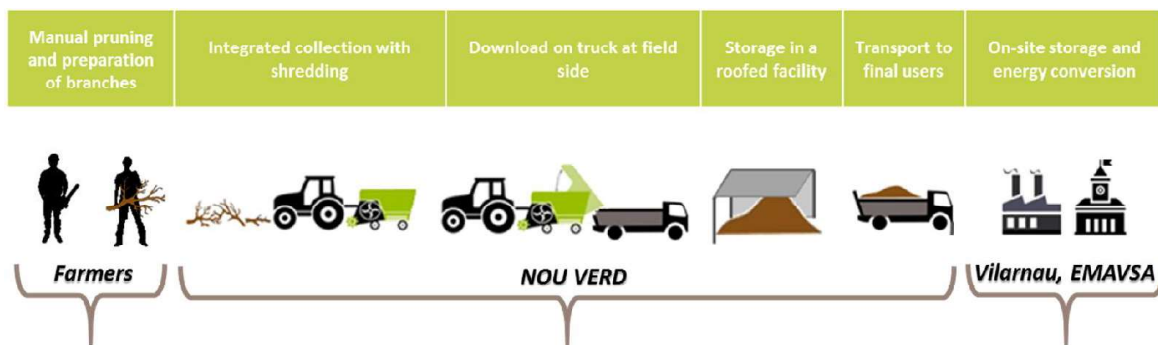 Manual pruning
and preparation
of branches
Integrated collection with
shredding
Download on truck at field
side
Storage in a
roofed facility
Transport to
final users
On-site storage and
energy conversion
Farmers
NOU VERD
Vilarnau, EMAVSA